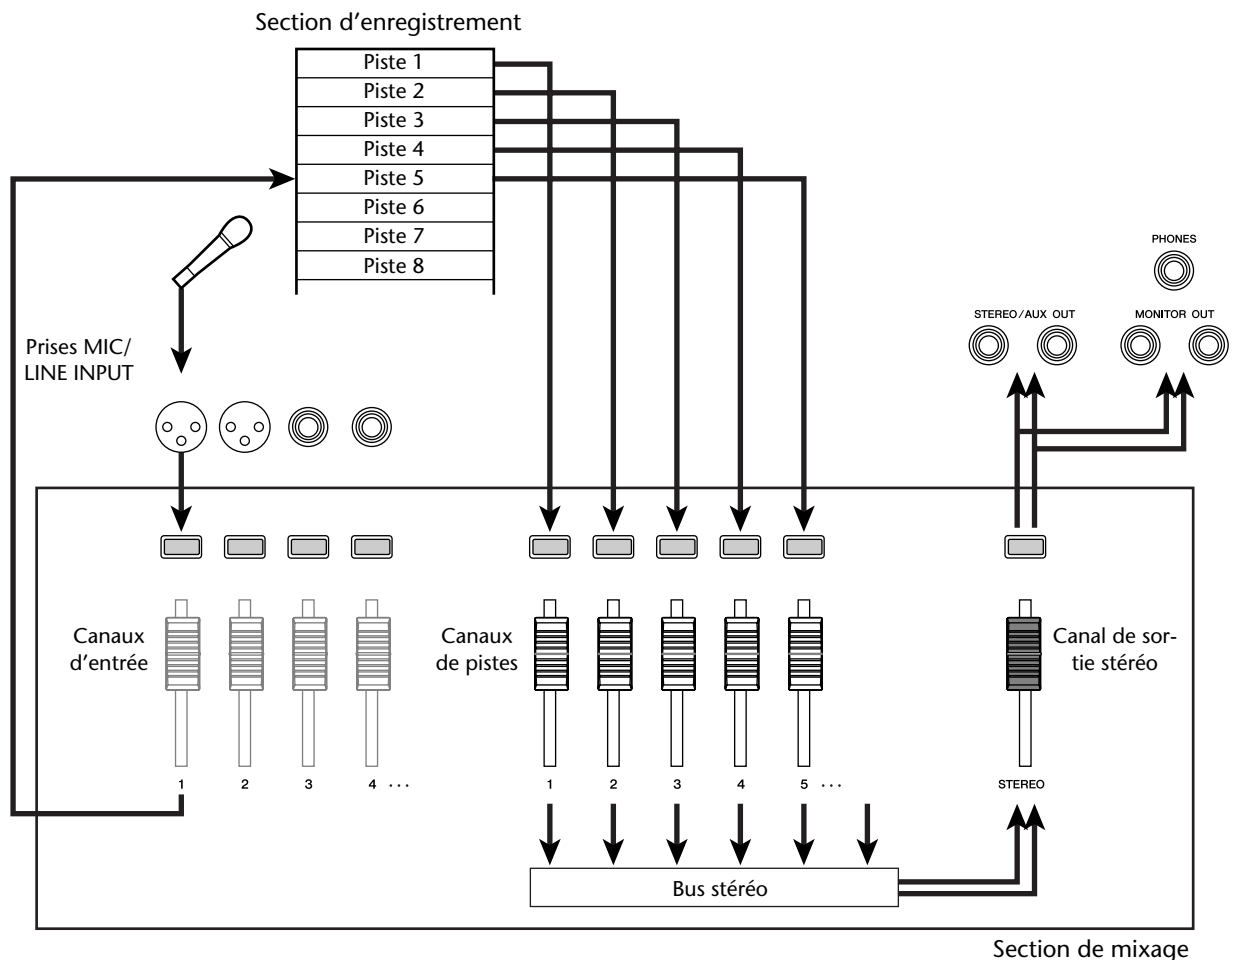 Section d'enregistrement
Piste 1
Piste 2
Piste 3
Piste 4
Piste 5
Piste 6
Piste 7
Piste 8
PHONES
STEREO/AUX OUT
MONITOR OUT
Prises MIC/
LINE INPUT
Canaux
d'entrée
Canaux
de pistes
Canal de sor-
tie stéréo
1
2
3
4 ...
1
2
3
4
5 ...
STEREO
Bus stéréo
Section de mixage